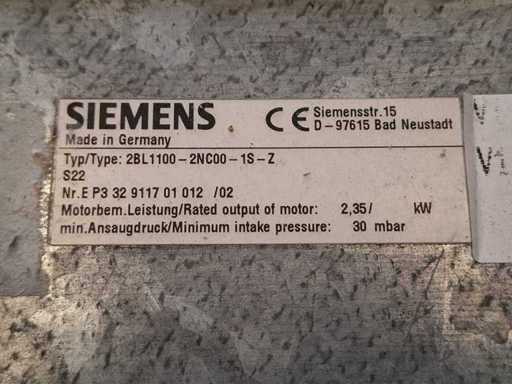 SIEMENS
CE
Siemensstr.15
D-97615 Bad Neustadt
Made in Germany
Typ/Type: 2BL1100-2NC00-1S-Z
S22
Nr.E P3 32 9117 01 012 /02
Motorbem.Leistung/Rated output of motor: 2,35/ kW
min.Ansaugdruck/Minimum intake pressure: 30 mbar